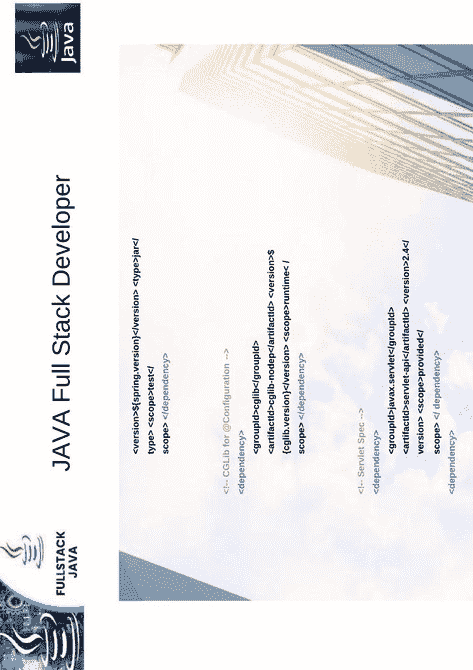 FULLSTACK
JAVA
JAVA Full Stack Developer
Java
<version>${spring.version}</version> <type>jar</
type> <scope>test</
scope> </dependency>
<!-- CGLib for @Configuration -->
<dependency>
<groupId>cglib</groupId>
<artifactId>cglib-nodep</artifactId> <version>$
{cglib.version}</version> <scope>runtime< /
scope> </dependency>
<!-- Servlet Spec -->
<dependency>
<groupId>javax.servlet</groupId>
<artifactId>servlet-api</artifactId> <version>2.4</
version> <scope>provided</
scope> </ dependency>
<dependency>